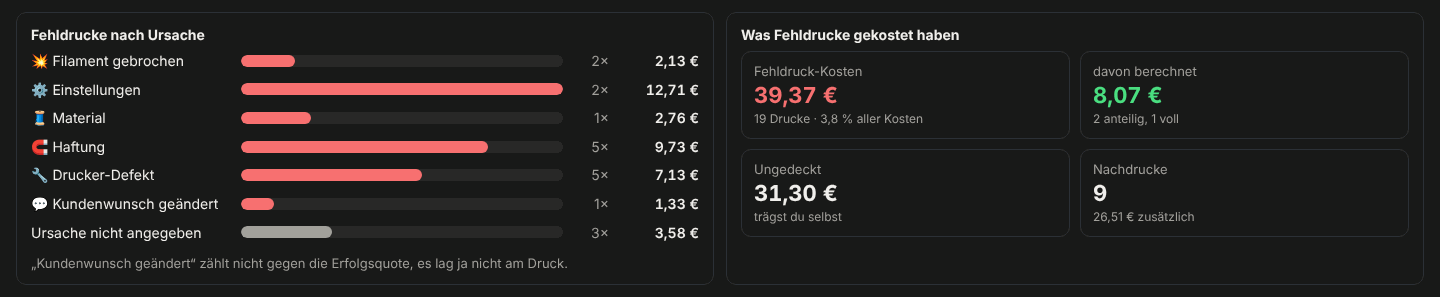 Fehldrucke nach Ursache
💥 Filament gebrochen 2× 2,13 €
⚙️ Einstellungen 2× 12,71 €
🧵 Material 1× 2,76 €
🧲 Haftung 5× 9,73 €
🔧 Drucker-Defekt 5× 7,13 €
💬 Kundenwunsch geändert 1× 1,33 €
Ursache nicht angegeben 3× 3,58 €
„Kundenwunsch geändert“ zählt nicht gegen die Erfolgsquote, es lag ja nicht am Druck.
Was Fehldrucke gekostet haben
Fehldruck-Kosten
39,37 €
19 Drucke · 3,8 % aller Kosten
davon berechnet
8,07 €
2 anteilig, 1 voll
Ungedeckt
31,30 €
trägst du selbst
Nachdrucke
9
26,51 € zusätzlich